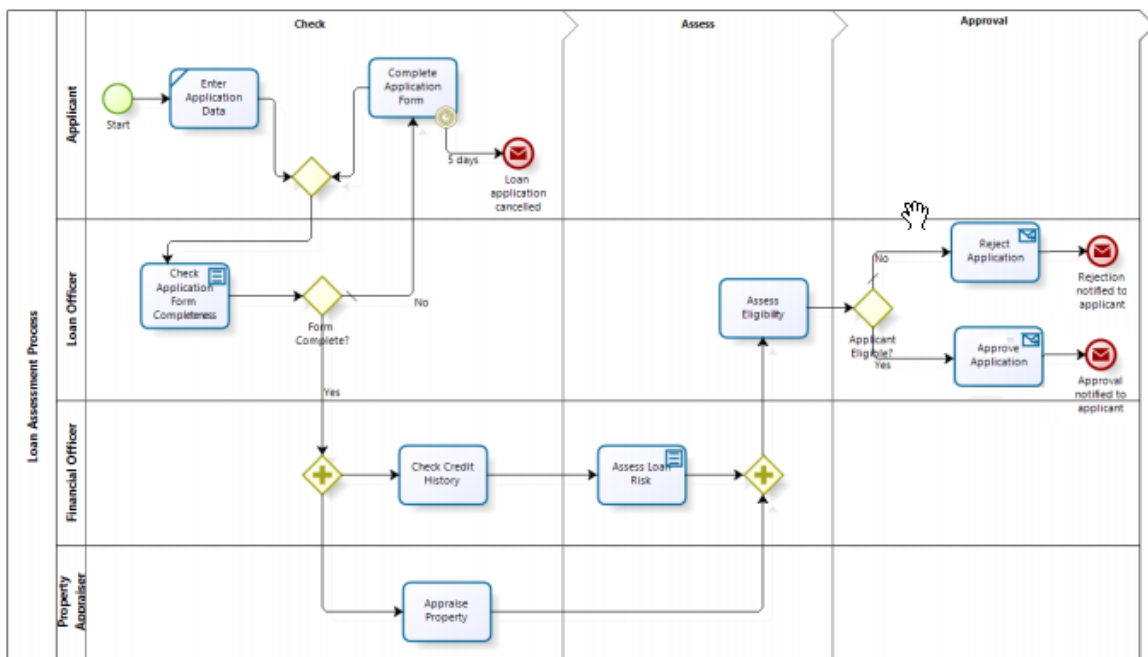 Check
Assess
Approval
Loan Assessment Process
Applicant
Start
Enter
Application
Data
Complete
Application
Form
5 days
Loan
application
cancelled
Loan Officer
Check
Application
Form
Completeness
Form
Complete?
No
Yes
Assess
Eligibility
Applicant
Eligible?
No
Yes
Reject
Application
Rejection
notified to
applicant
Approve
Application
Approval
notified to
applicant
Financial Officer
Check Credit
History
Assess Loan
Risk
Property
Appraiser
Appraise
Property